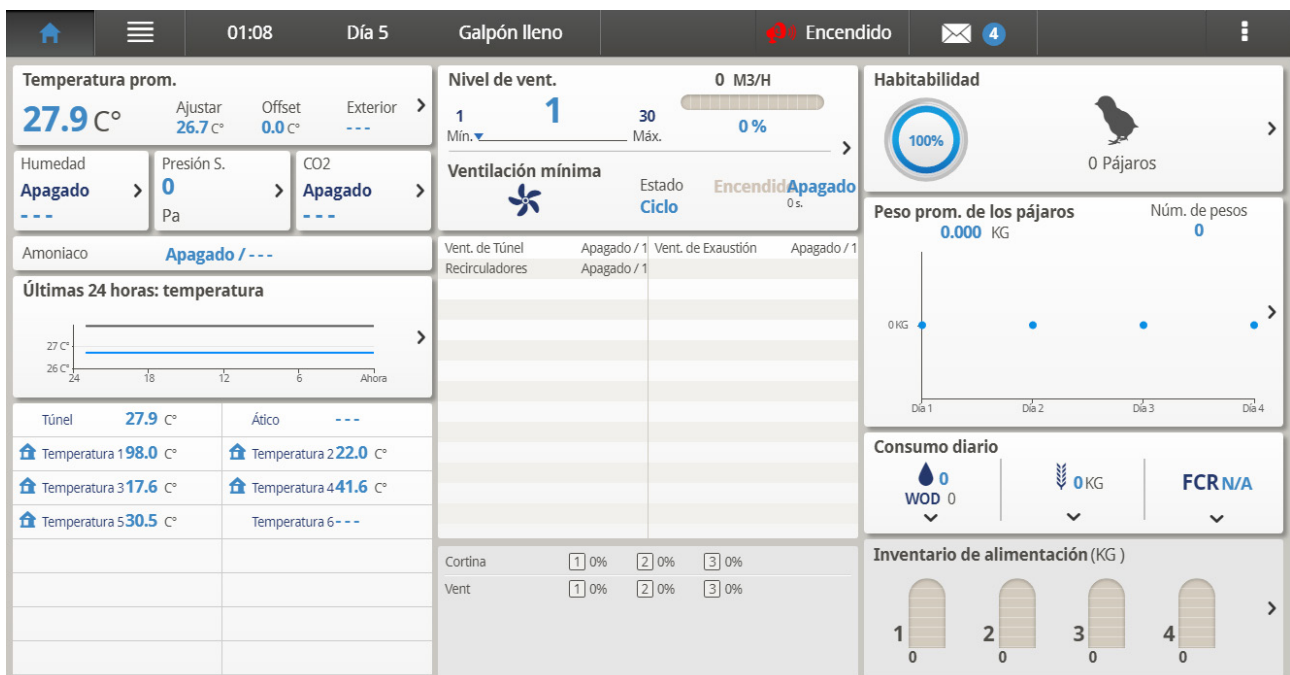 01:08 Día 5 Galpón lleno Encendido 4
Temperatura prom.
Ajustar Offset Exterior
27.9 C° 26.7 C° 0.0 C° ---
Humedad
Apagado
---
Presión S.
0
Pa
CO2
Apagado
---
Amoniaco Apagado / ---
Últimas 24 horas: temperatura
27 C°
26 C°
24 18 12 6 Ahora
Túnel 27.9 C° Ático ---
Temperatura 1 98.0 C° Temperatura 2 22.0 C°
Temperatura 3 17.6 C° Temperatura 4 41.6 C°
Temperatura 5 30.5 C° Temperatura 6 ---
Nivel de vent. 0 M3/H
1 1 30
Mín. Máx. 0 %
Ventilación mínima
Estado Encendido Apagado
Ciclo 0 s.
Vent. de Túnel Apagado / 1 Vent. de Exaustión Apagado / 1
Recirculadores Apagado / 1
Cortina 1 0% 2 0% 3 0%
Vent 1 0% 2 0% 3 0%
Habitabilidad
100%
0 Pájaros
Peso prom. de los pájaros Núm. de pesos
0.000 KG 0
0 KG
Día 1 Día 2 Día 3 Día 4
Consumo diario
0 0 KG FCR N/A
WOD 0
Inventario de alimentación (KG )
1 2 3 4
0 0 0 0